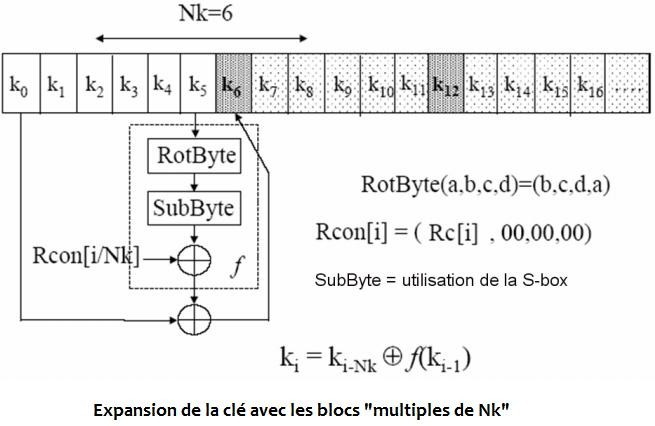 Nk=6
k0 k1 k2 k3 k4 k5 k6 k7 k8 k9 k10 k11 k12 k13 k14 k15 k16 ....
RotByte
SubByte
Rcon[i/Nk]
f
RotByte(a,b,c,d)=(b,c,d,a)
Rcon[i] = ( Rc[i] , 00,00,00)
SubByte = utilisation de la S-box
ki = ki-Nk ⊕ f(ki-1)
Expansion de la clé avec les blocs "multiples de Nk"